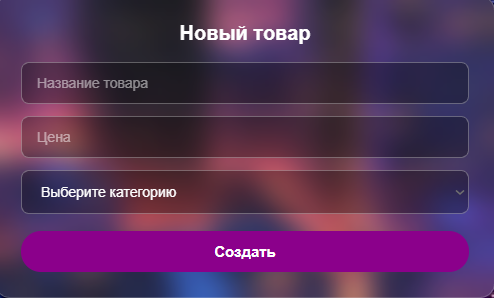 Новый товар
Название товара
Цена
Выберите категорию
Создать